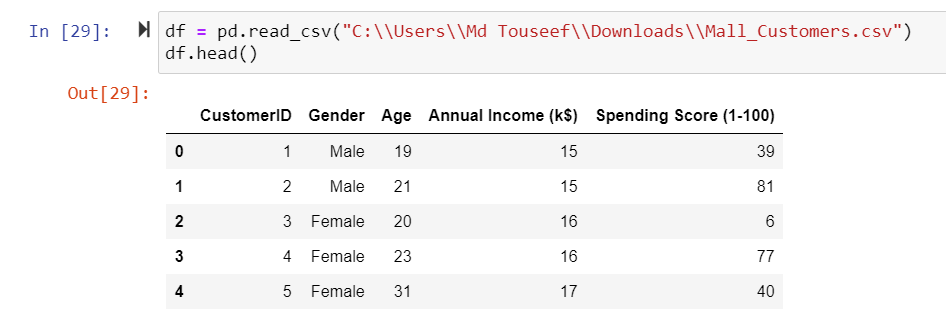 In [29]: df = pd.read_csv("C:\\Users\\Md Touseef\\Downloads\\Mall_Customers.csv")
df.head()
Out[29]:
CustomerID Gender Age Annual Income (k$) Spending Score (1-100)
0 1 Male 19 15 39
1 2 Male 21 15 81
2 3 Female 20 16 6
3 4 Female 23 16 77
4 5 Female 31 17 40